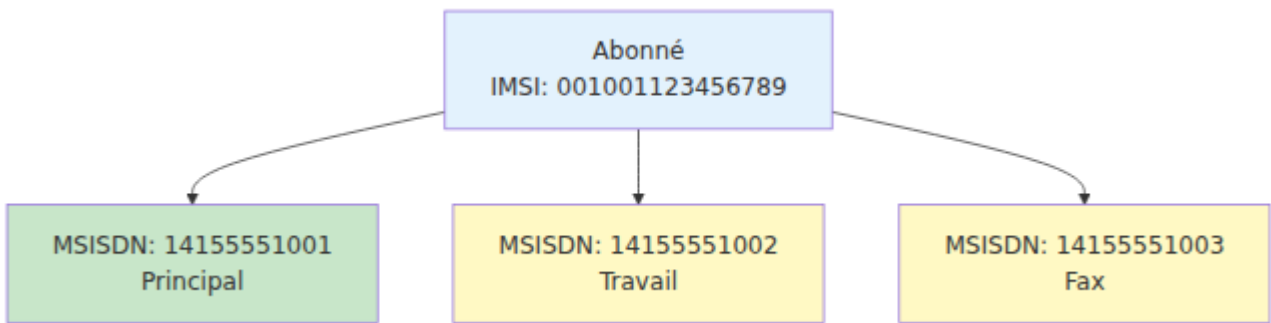 Abonné
IMSI: 001001123456789
MSISDN: 14155551001
Principal
MSISDN: 14155551002
Travail
MSISDN: 14155551003
Fax